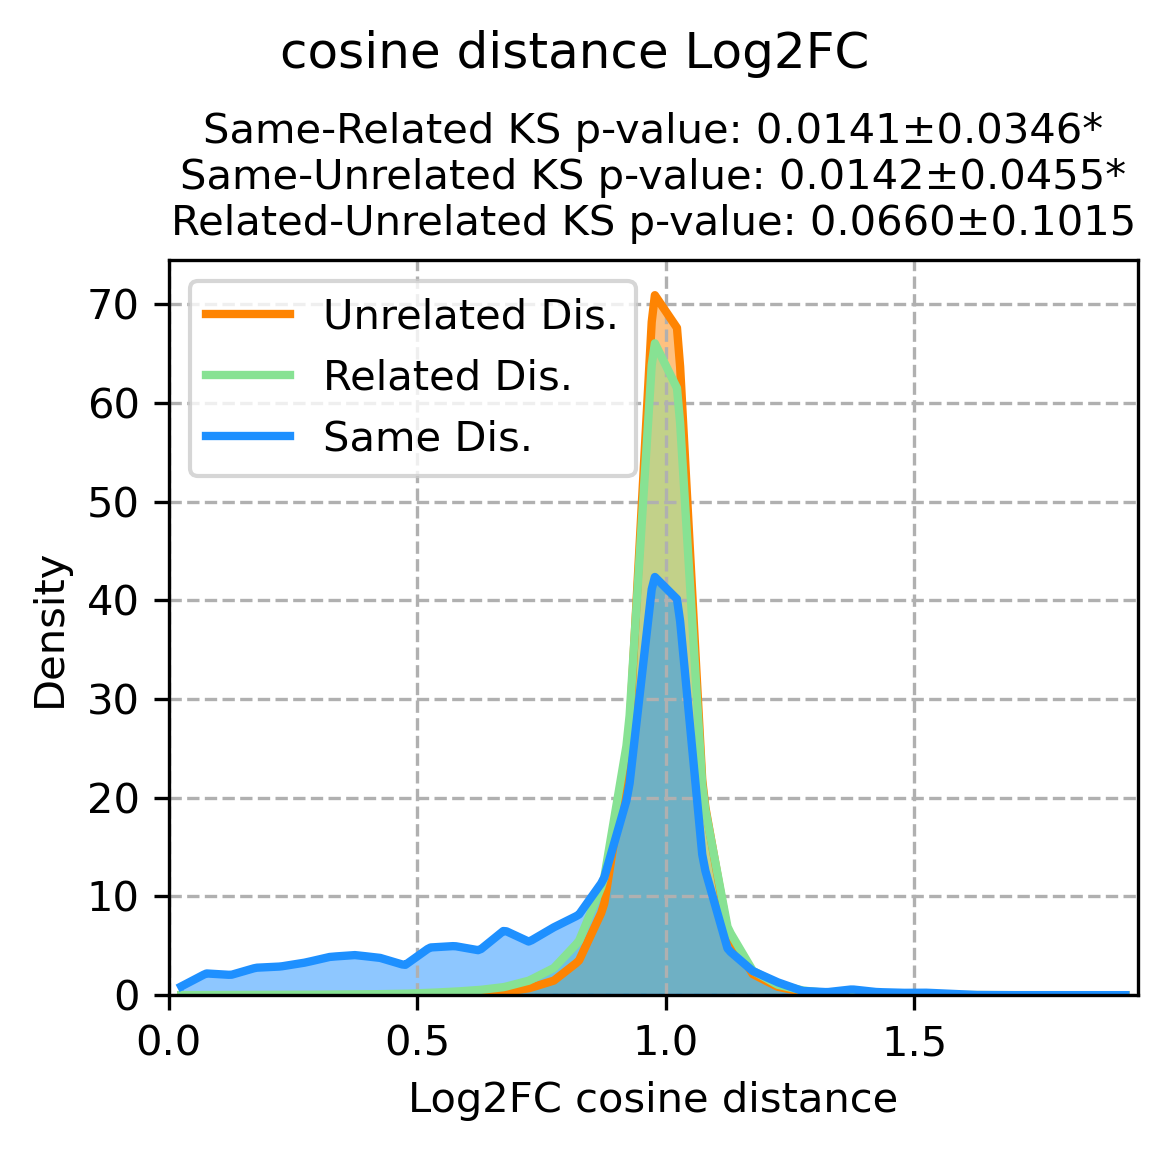 cosine distance Log2FC
Same-Related KS p-value: 0.0141±0.0346*
Same-Unrelated KS p-value: 0.0142±0.0455*
Related-Unrelated KS p-value: 0.0660±0.1015
Unrelated Dis.
Related Dis.
Same Dis.
70
60
50
40
30
20
10
0
Density
0.0
0.5
1.0
1.5
Log2FC cosine distance